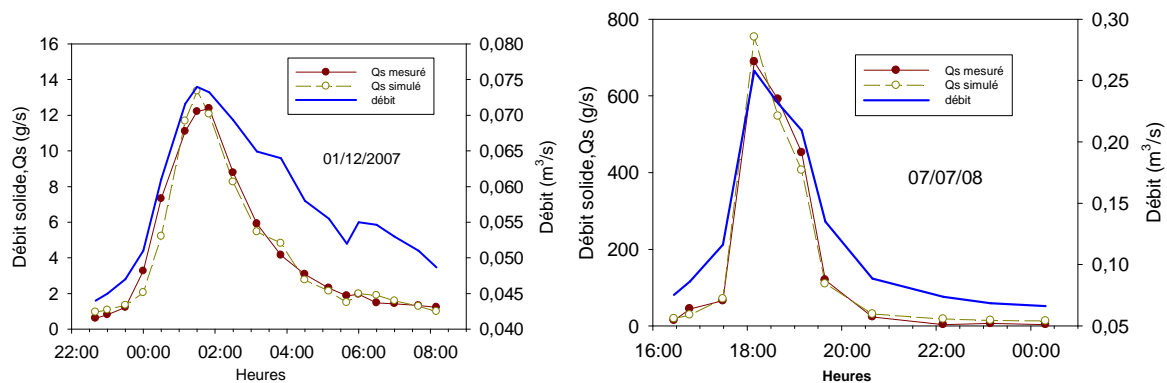 Débit solide,Qs (g/s)
16
14
12
10
8
6
4
2
0
Qs mesuré
Qs simulé
débit
01/12/2007
0,080
0,075
0,070
0,065
0,060
0,055
0,050
0,045
0,040
Débit (m³/s)
22:00 00:00 02:00 04:00 06:00 08:00
Heures
Débit solide,Qs (g/s)
800
600
400
200
0
Qs mesuré
Qs simulé
débit
07/07/08
0,30
0,25
0,20
0,15
0,10
0,05
Débit (m³/s)
16:00 18:00 20:00 22:00 00:00
Heures